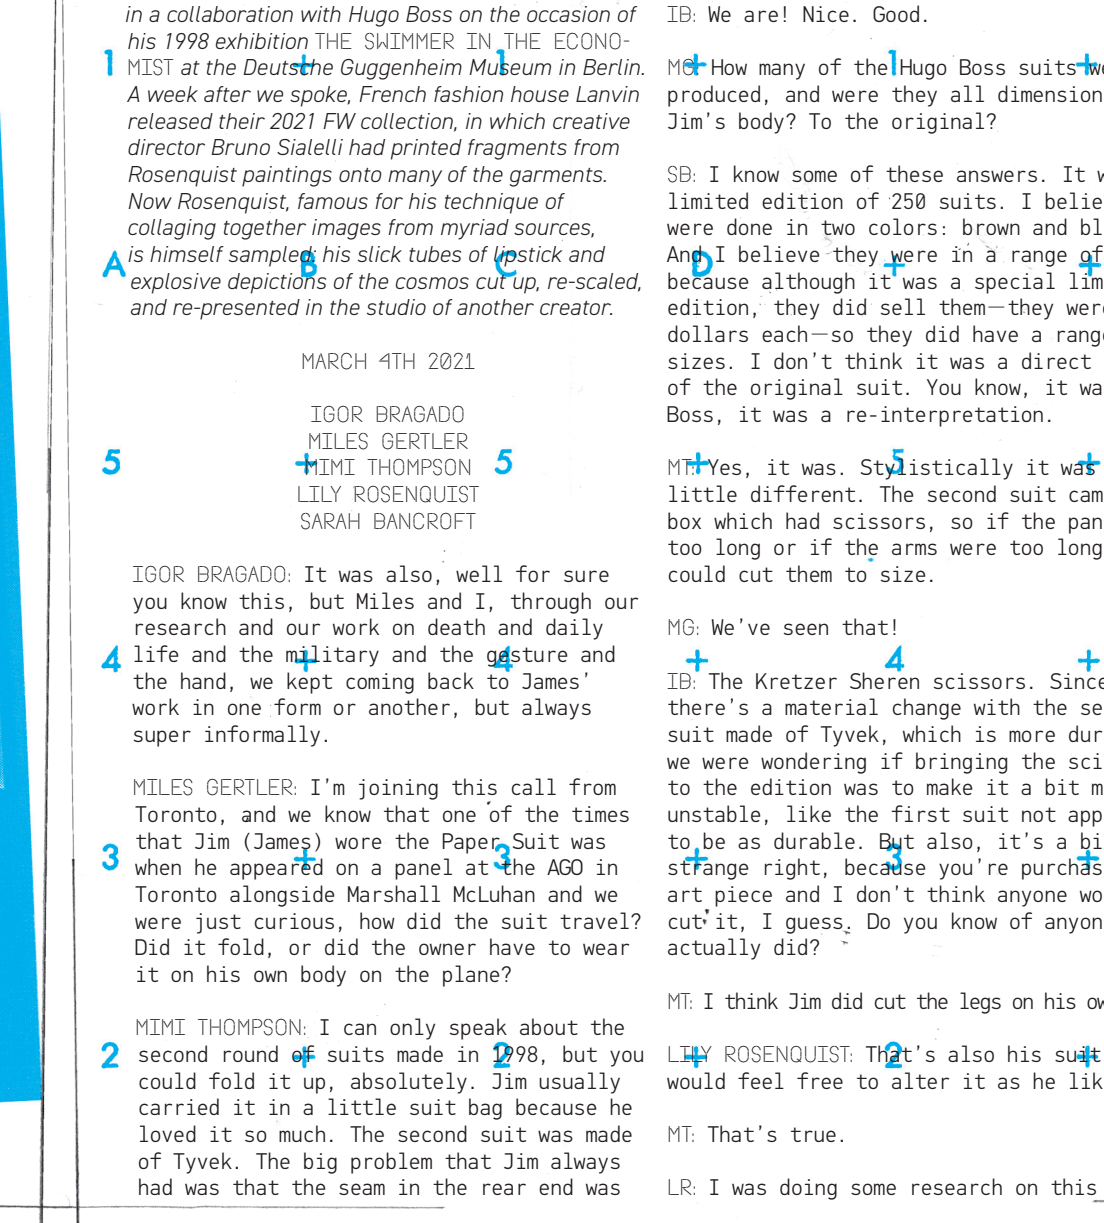 in a collaboration with Hugo Boss on the occasion of
his 1998 exhibition THE SWIMMER IN THE ECONO-
MIST at the Deutsche Guggenheim Museum in Berlin.
A week after we spoke, French fashion house Lanvin
released their 2021 FW collection, in which creative
director Bruno Sialelli had printed fragments from
Rosenquist paintings onto many of the garments.
Now Rosenquist, famous for his technique of
collaging together images from myriad sources,
is himself sampled: his slick tubes of lipstick and
explosive depictions of the cosmos cut up, re-scaled,
and re-presented in the studio of another creator.
MARCH 4TH 2021
IGOR BRAGADO
MILES GERTLER
MIMI THOMPSON
LILY ROSENQUIST
SARAH BANCROFT
IGOR BRAGADO: It was also, well for sure
you know this, but Miles and I, through our
research and our work on death and daily
life and the military and the gesture and
the hand, we kept coming back to James'
work in one form or another, but always
super informally.
MILES GERTLER: I'm joining this call from
Toronto, and we know that one of the times
that Jim (James) wore the Paper Suit was
when he appeared on a panel at the AGO in
Toronto alongside Marshall McLuhan and we
were just curious, how did the suit travel?
Did it fold, or did the owner have to wear
it on his own body on the plane?
MIMI THOMPSON: I can only speak about the
second round of suits made in 1998, but you
could fold it up, absolutely. Jim usually
carried it in a little suit bag because he
loved it so much. The second suit was made
of Tyvek. The big problem that Jim always
had was that the seam in the rear end was
IB: We are! Nice. Good.
MG: How many of the Hugo Boss suits we
produced, and were they all dimension
Jim's body? To the original?
SB: I know some of these answers. It w
limited edition of 250 suits. I belie
were done in two colors: brown and bl
And I believe they were in a range of
because although it was a special lim
edition, they did sell them—they were
dollars each—so they did have a range
sizes. I don't think it was a direct
of the original suit. You know, it wa
Boss, it was a re-interpretation.
MT: Yes, it was. Stylistically it was
little different. The second suit cam
box which had scissors, so if the pan
too long or if the arms were too long
could cut them to size.
MG: We've seen that!
IB: The Kretzer Sheren scissors. Since
there's a material change with the se
suit made of Tyvek, which is more dur
we were wondering if bringing the sci
to the edition was to make it a bit m
unstable, like the first suit not app
to be as durable. But also, it's a bi
strange right, because you're purchas
art piece and I don't think anyone wo
cut it, I guess. Do you know of anyon
actually did?
MT: I think Jim did cut the legs on his ow
LILY ROSENQUIST: That's also his suit
would feel free to alter it as he lik
MT: That's true.
LR: I was doing some research on this
1 + 1 + 1 +
A B C D + +
5 + 5 + 5 +
4 + 4 + 4 +
3 + 3 + 3 +
2 + 2 + 2 +